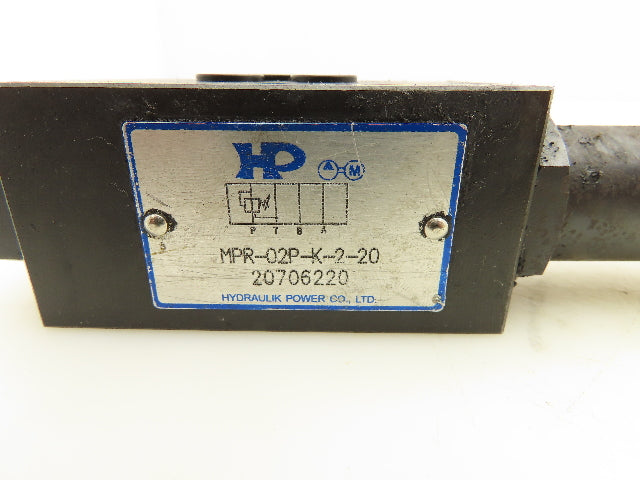 HP
M
P T B A
MPR-02P-K-2-20
20706220
HYDRAULIK POWER CO., LTD.